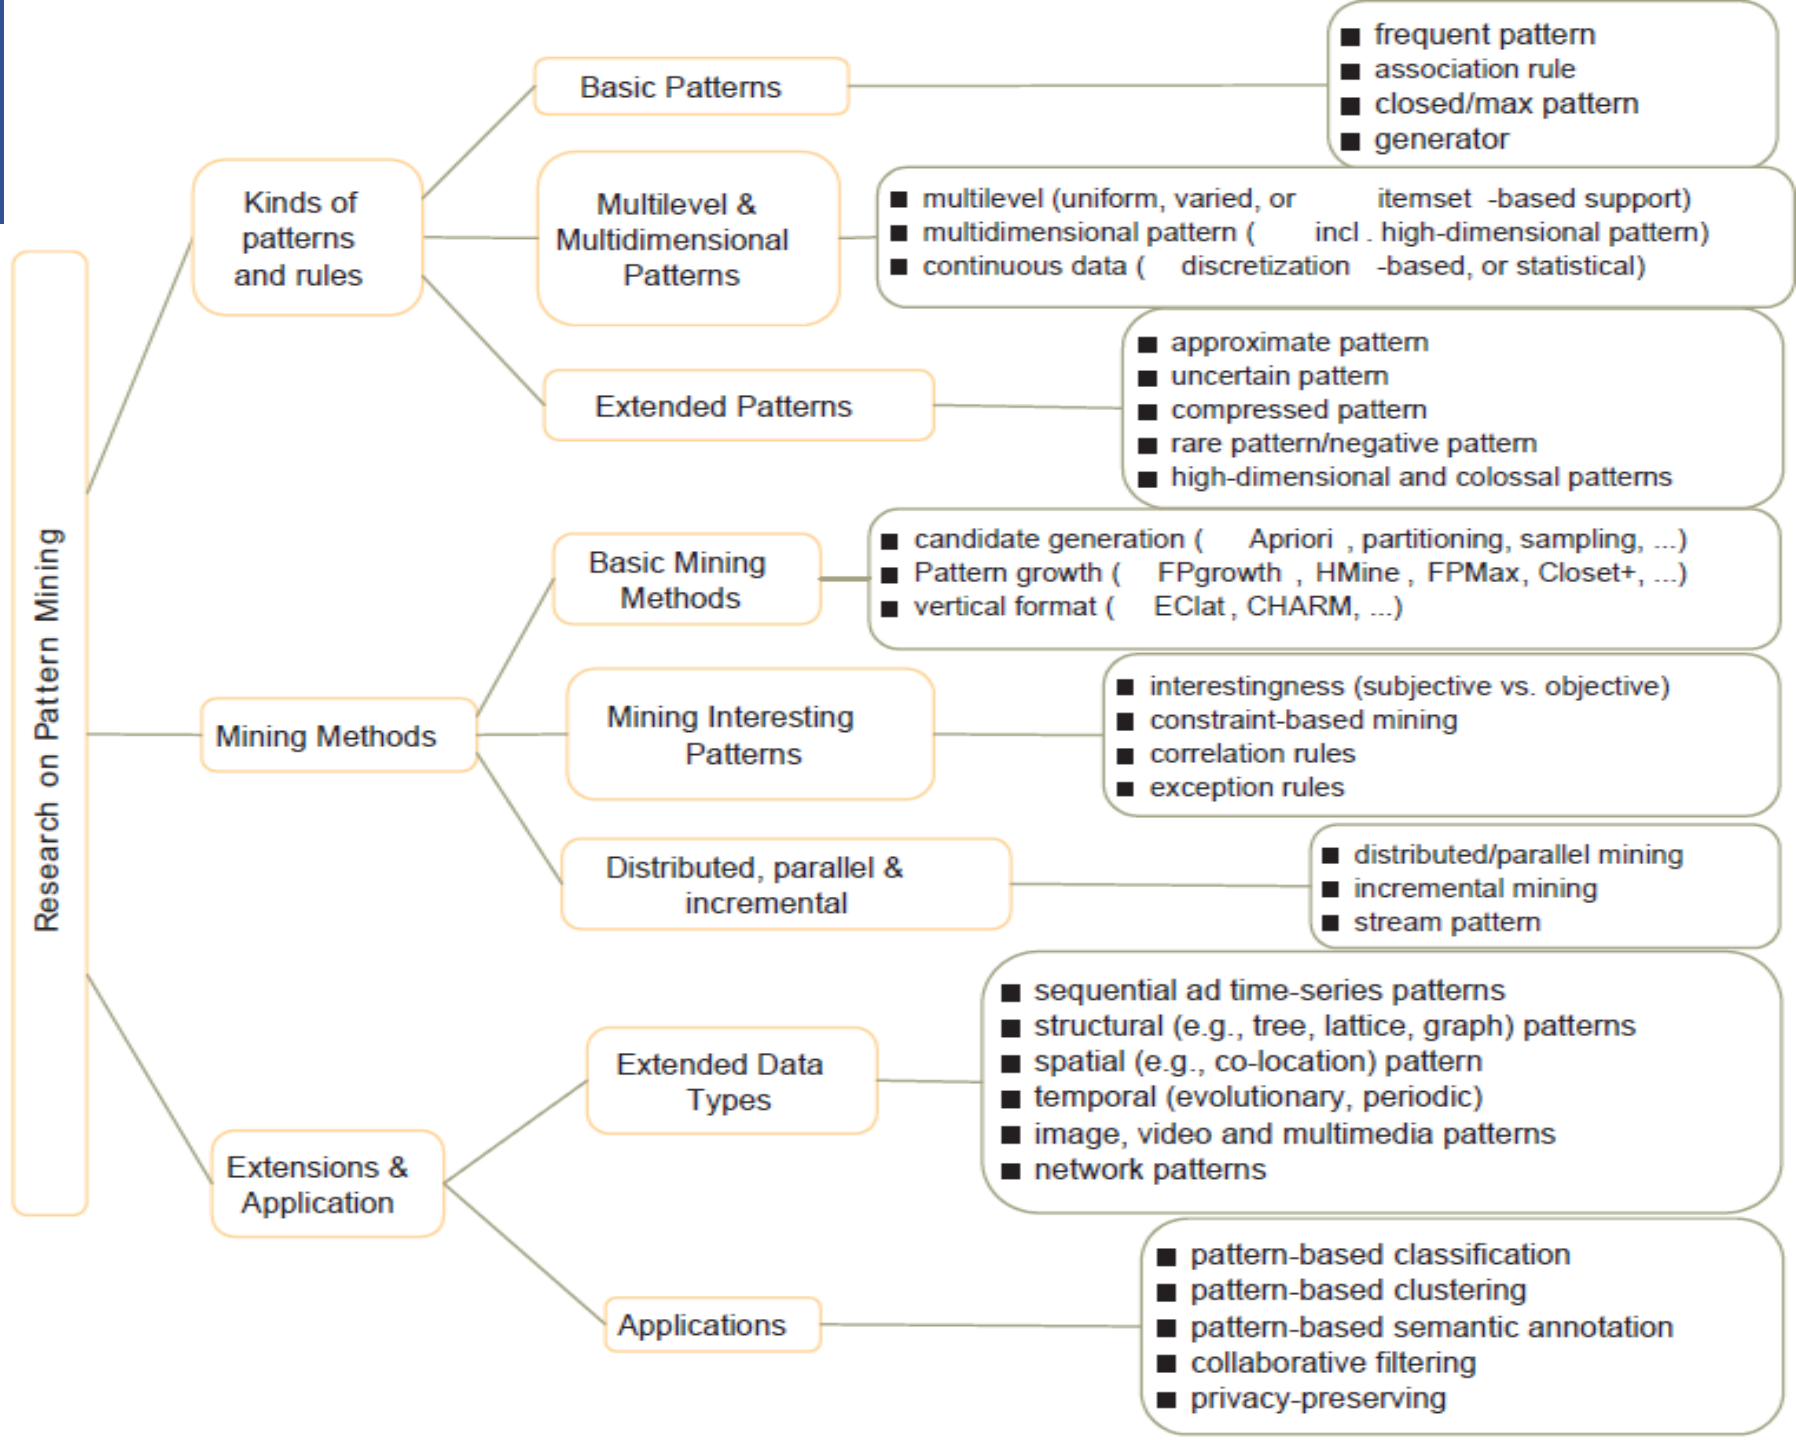 Research on Pattern Mining
Kinds of
patterns
and rules
Basic Patterns
■ frequent pattern
■ association rule
■ closed/max pattern
■ generator
Multilevel &
Multidimensional
Patterns
■ multilevel (uniform, varied, or itemset -based support)
■ multidimensional pattern ( incl . high-dimensional pattern)
■ continuous data ( discretization -based, or statistical)
Extended Patterns
■ approximate pattern
■ uncertain pattern
■ compressed pattern
■ rare pattern/negative pattern
■ high-dimensional and colossal patterns
Mining Methods
Basic Mining
Methods
■ candidate generation ( Apriori , partitioning, sampling, ...)
■ Pattern growth ( FPgrowth , HMine , FPMax, Closet+, ...)
■ vertical format ( EClat , CHARM, ...)
Mining Interesting
Patterns
■ interestingness (subjective vs. objective)
■ constraint-based mining
■ correlation rules
■ exception rules
Distributed, parallel &
incremental
■ distributed/parallel mining
■ incremental mining
■ stream pattern
Extensions &
Application
Extended Data
Types
■ sequential ad time-series patterns
■ structural (e.g., tree, lattice, graph) patterns
■ spatial (e.g., co-location) pattern
■ temporal (evolutionary, periodic)
■ image, video and multimedia patterns
■ network patterns
Applications
■ pattern-based classification
■ pattern-based clustering
■ pattern-based semantic annotation
■ collaborative filtering
■ privacy-preserving